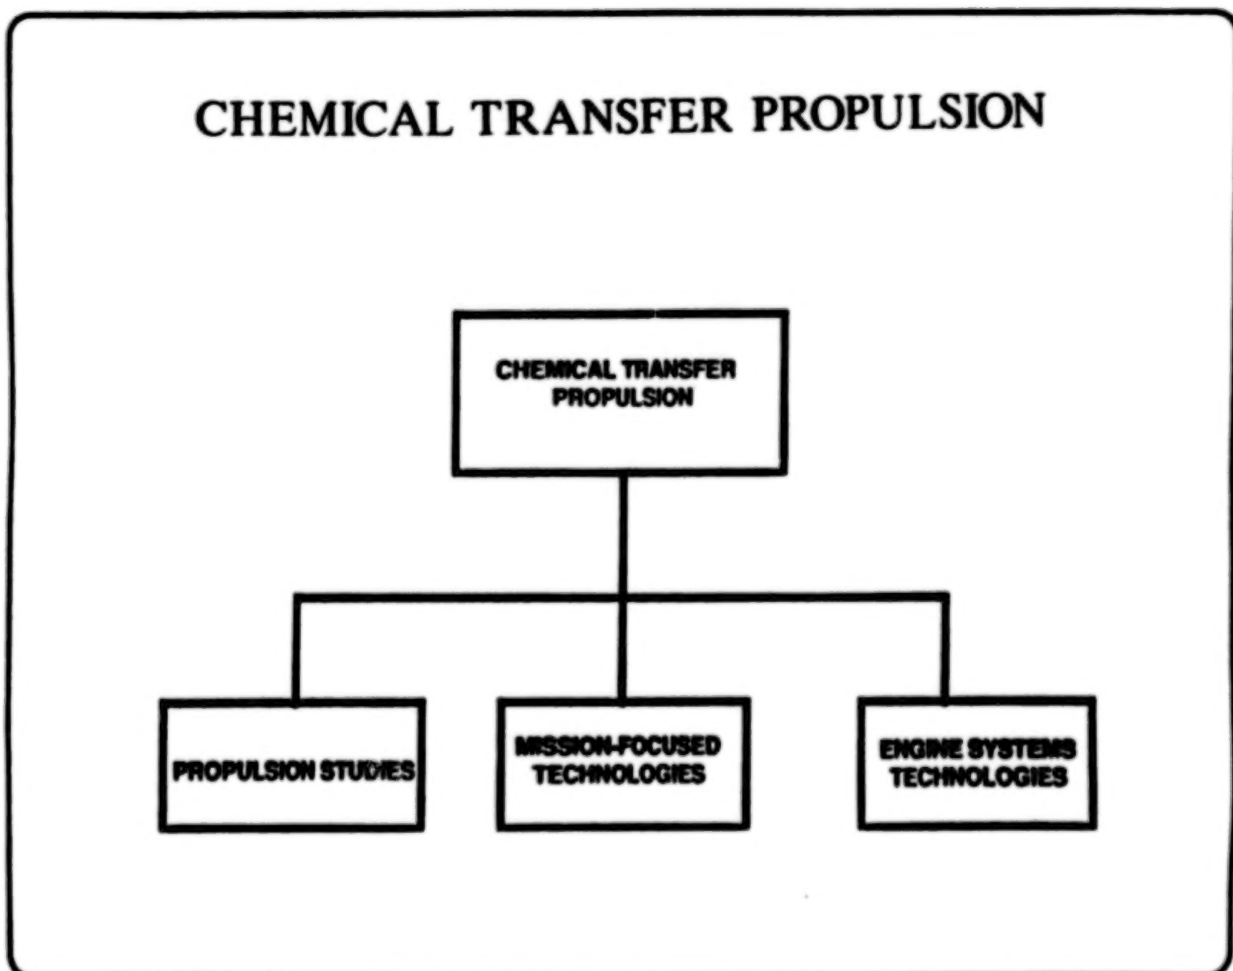 CHEMICAL TRANSFER PROPULSION
CHEMICAL TRANSFER
PROPULSION
PROPULSION STUDIES
MISSION-FOCUSED
TECHNOLOGIES
ENGINE SYSTEMS
TECHNOLOGIES